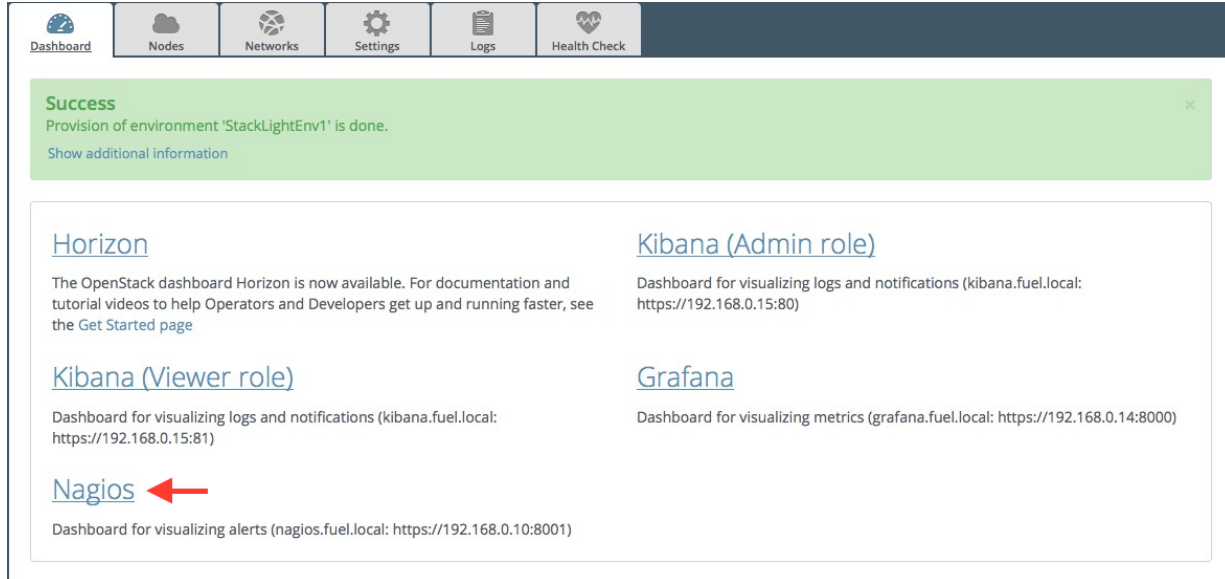 Dashboard
Nodes
Networks
Settings
Logs
Health Check
Success
×
Provision of environment 'StackLightEnv1' is done.
Show additional information
Horizon
The OpenStack dashboard Horizon is now available. For documentation and
tutorial videos to help Operators and Developers get up and running faster, see
the Get Started page
Kibana (Admin role)
Dashboard for visualizing logs and notifications (kibana.fuel.local:
https://192.168.0.15:80)
Kibana (Viewer role)
Dashboard for visualizing logs and notifications (kibana.fuel.local:
https://192.168.0.15:81)
Grafana
Dashboard for visualizing metrics (grafana.fuel.local: https://192.168.0.14:8000)
Nagios
Dashboard for visualizing alerts (nagios.fuel.local: https://192.168.0.10:8001)